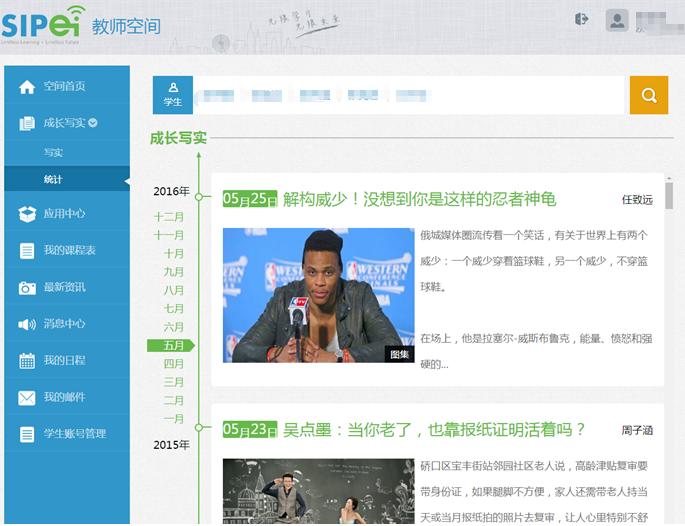 SIPei 教师空间
Limitless Learning • Limitless Future
无限学习
无限未来
学生
空间首页
成长写实
写实
统计
应用中心
我的课程表
最新资讯
消息中心
我的日程
我的邮件
学生账号管理
成长写实
2016年
十二月
十一月
十月
九月
八月
七月
六月
五月
四月
三月
二月
一月
2015年
05月25日 解构威少！没想到你是这样的忍者神龟 任致远
WESTERN
CONFERENCE
FINALS
图集
俄城媒体圈流传着一个笑话，有关于世界上有两个
威少：一个威少穿着篮球鞋，另一个威少，不穿篮
球鞋。
在场上，他是拉塞尔-威斯布鲁克，能量、愤怒和强
硬的...
05月23日 吴点墨：当你老了，也靠报纸证明活着吗？ 周子涵
硚口区宝丰街站邻园社区老人说，高龄津贴复审要
带身份证，如果腿脚不方便，家人还需带老人持当
天或当月报纸拍的照片去复审，让人心里特别不舒